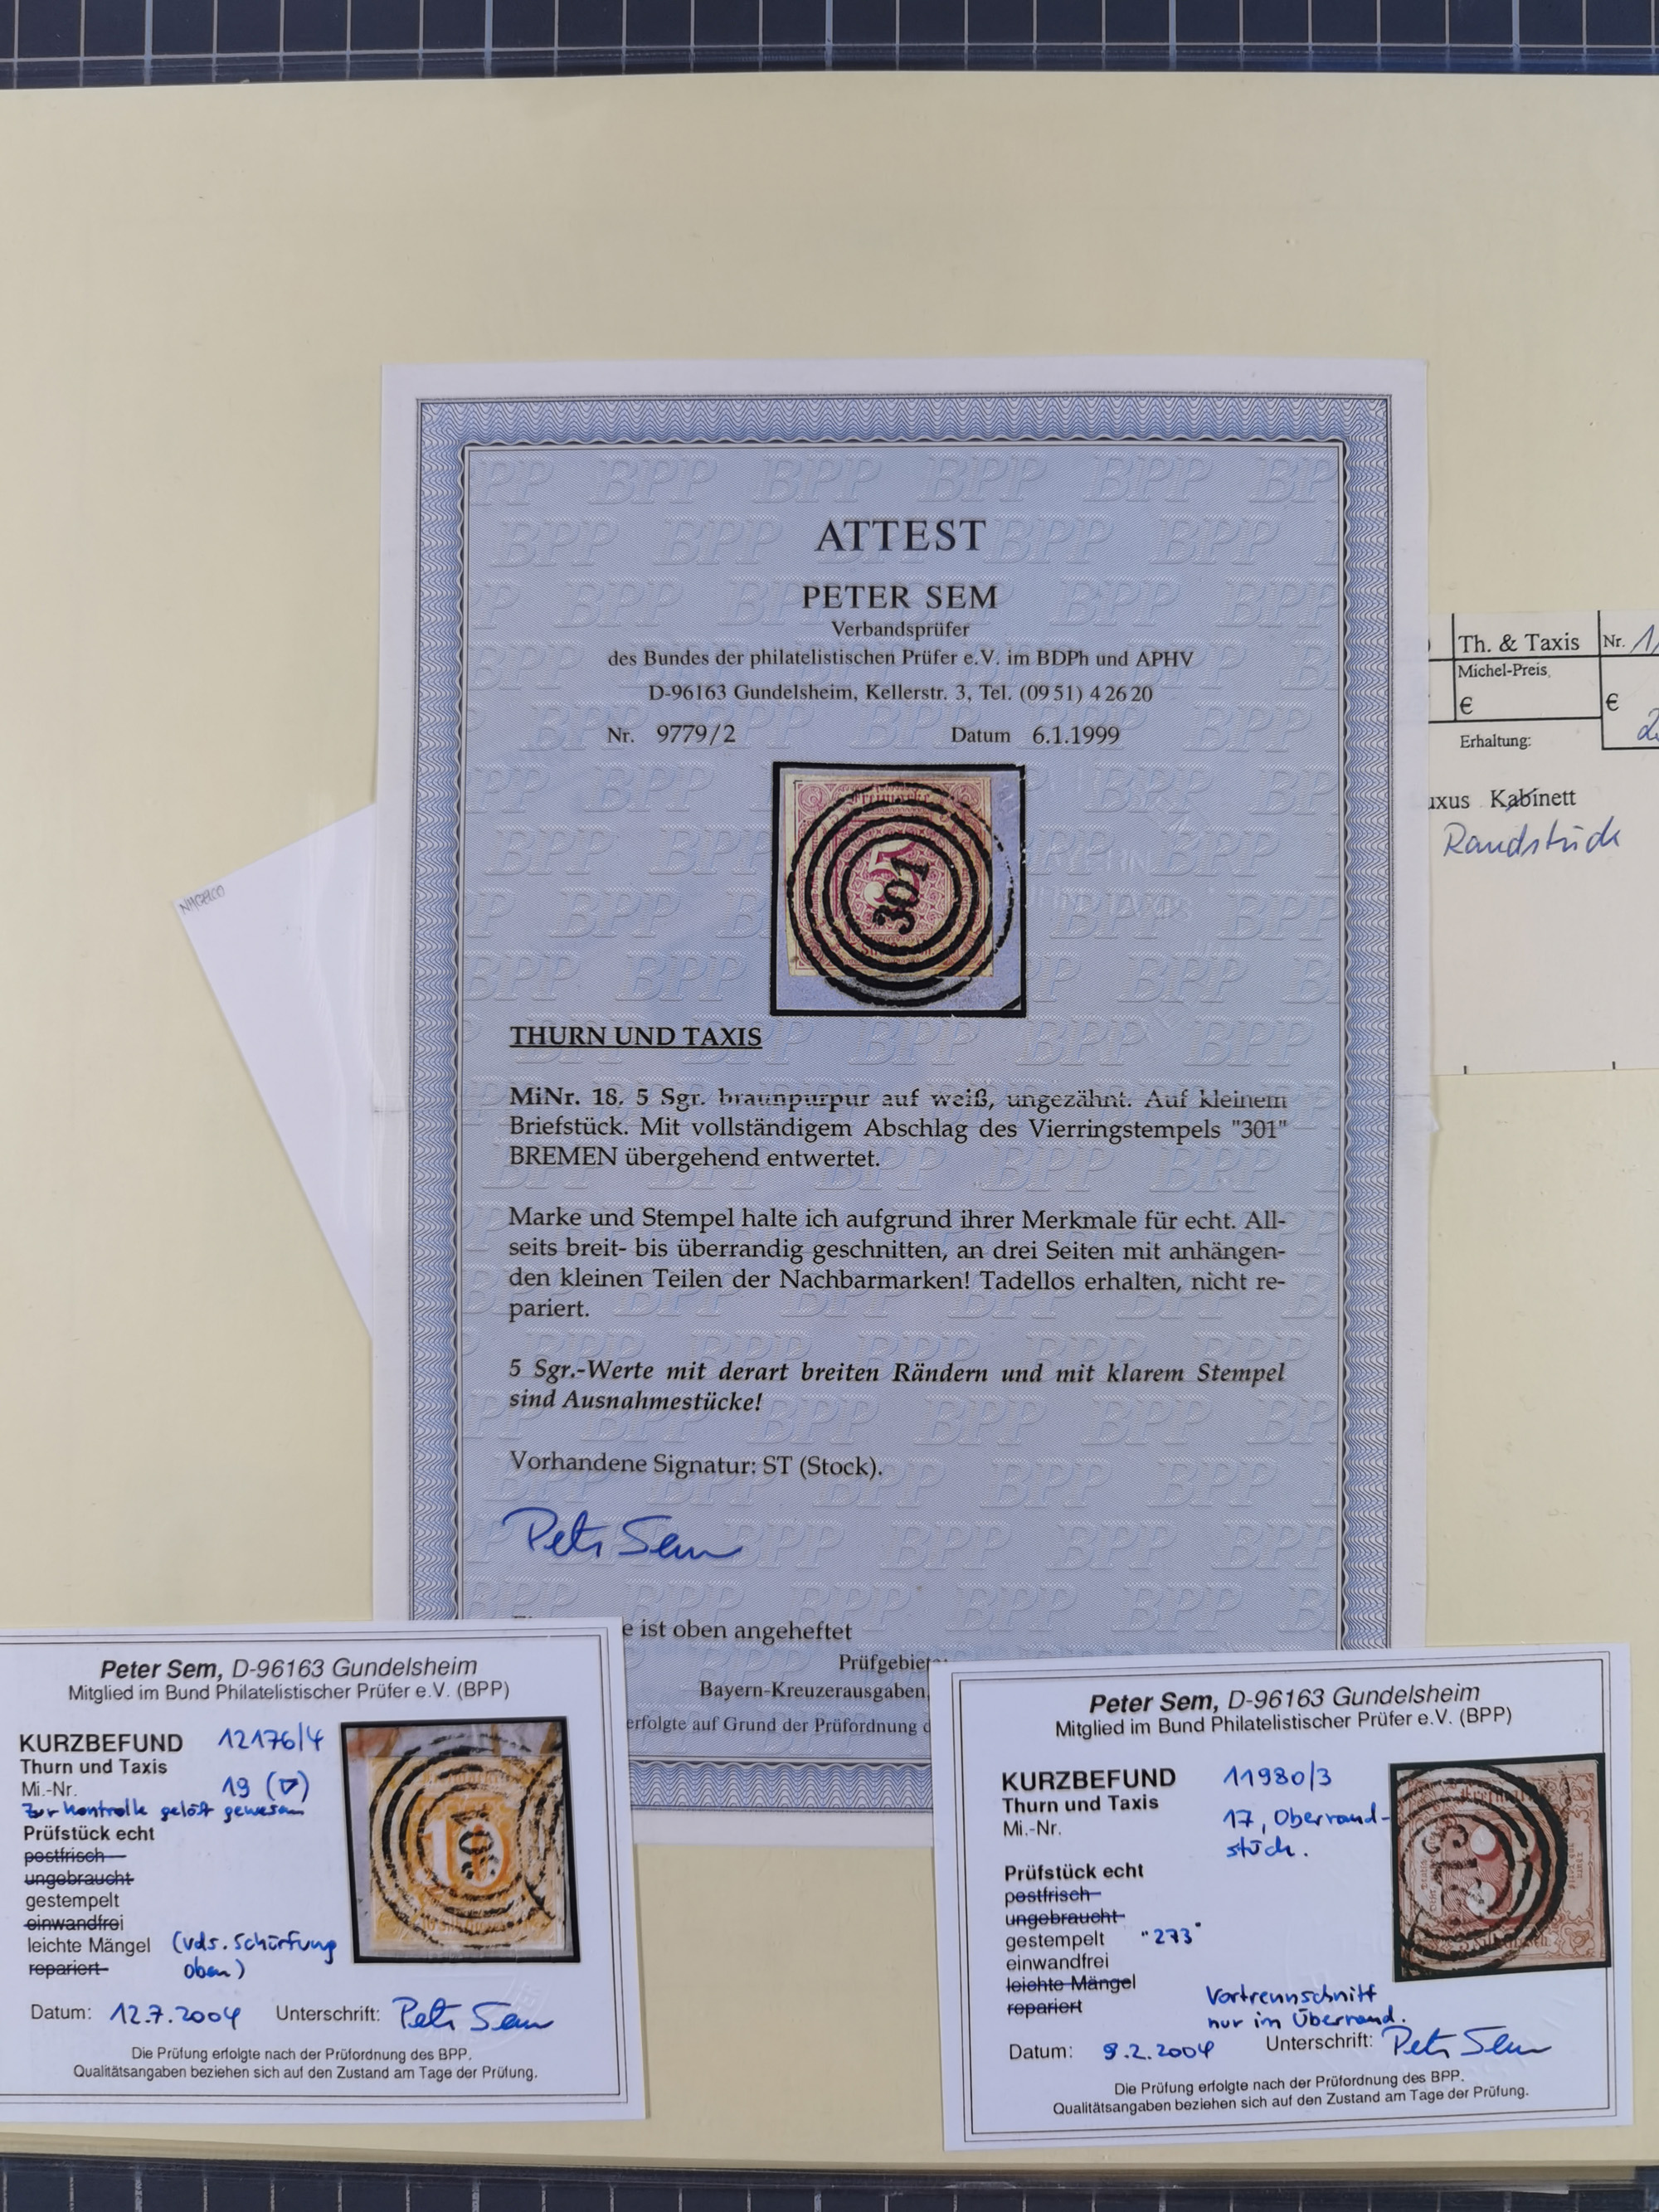 ATTEST
PETER SEM
Verbandsprüfer
des Bundes der philatelistischen Prüfer e.V. im BDPh und APHV
D-96163 Gundelsheim, Kellerstr. 3, Tel. (09 51) 4 26 20
Nr. 9779/2 Datum 6.1.1999
Freimarke
5
301
THURN UND TAXIS
MiNr. 18. 5 Sgr. braunpurpur auf weiß, ungezähnt. Auf kleinem
Briefstück. Mit vollständigem Abschlag des Vierringstempels "301"
BREMEN übergehend entwertet.
Marke und Stempel halte ich aufgrund ihrer Merkmale für echt. All-
seits breit- bis überrandig geschnitten, an drei Seiten mit anhängen-
den kleinen Teilen der Nachbarmarken! Tadellos erhalten, nicht re-
pariert.
5 Sgr.-Werte mit derart breiten Rändern und mit klarem Stempel
sind Ausnahmestücke!
Vorhandene Signatur: ST (Stock).
Peter Sem
e ist oben angeheftet
Prüfgebiet
Bayern-Kreuzerausgaben,
erfolgte auf Grund der Prüfordnung
Th. & Taxis Nr.
Michel-Preis
€ €
Erhaltung:
uxus Kabinett
Randstück
Peter Sem, D-96163 Gundelsheim
Mitglied im Bund Philatelistischer Prüfer e.V. (BPP)
KURZBEFUND 12176/4
Thurn und Taxis
Mi.-Nr. 19
Zur Kontrolle gelöst gewesen
Prüfstück echt
postfrisch
ungebraucht
gestempelt
einwandfrei
leichte Mängel (vds. Schürfung
repariert oben)
Datum: 12.7.2004 Unterschrift: Peter Sem
Die Prüfung erfolgte nach der Prüfordnung des BPP.
Qualitätsangaben beziehen sich auf den Zustand am Tage der Prüfung.
Peter Sem, D-96163 Gundelsheim
Mitglied im Bund Philatelistischer Prüfer e.V. (BPP)
KURZBEFUND 11980/3
Thurn und Taxis
Mi.-Nr. 17, Oberrand-
stück.
Prüfstück echt
postfrisch
ungebraucht
gestempelt "273"
einwandfrei
leichte Mängel
repariert
Vortrennschnitt
nur im Überrand.
Datum: 9.2.2004 Unterschrift: Peter Sem
Die Prüfung erfolgte nach der Prüfordnung des BPP.
Qualitätsangaben beziehen sich auf den Zustand am Tage der Prüfung.